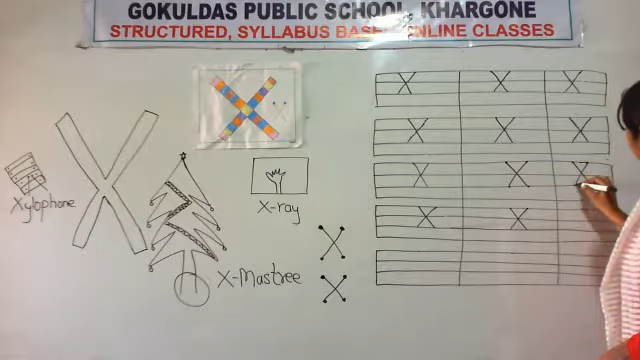 GOKULDAS PUBLIC SCHOOL, KHARGONE
STRUCTURED, SYLLABUS BASED ONLINE CLASSES
X
X X X
X X X
X X X
X X
Xylophone
X-ray
X-Mastree
X
X
X